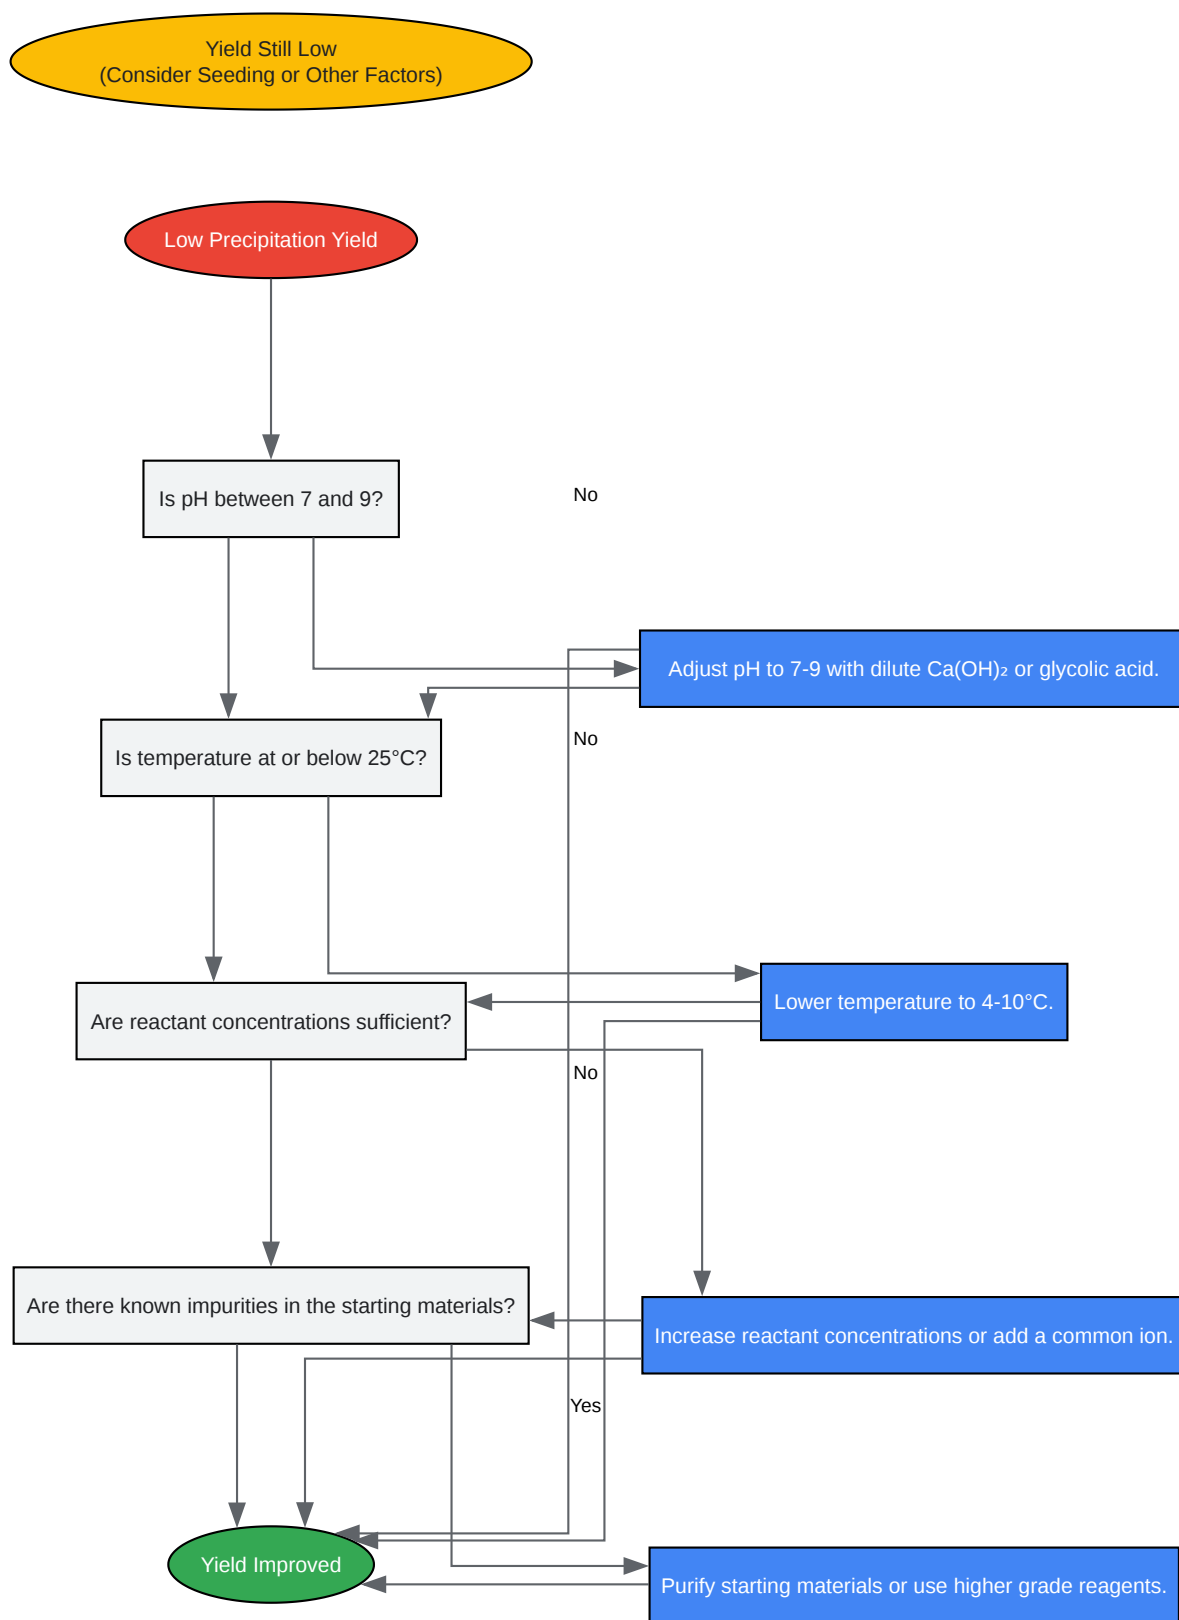 Yield Still Low
(Consider Seeding or Other Factors)
Low Precipitation Yield
Is pH between 7 and 9?
No
Adjust pH to 7-9 with dilute Ca(OH)₂ or glycolic acid.
No
Is temperature at or below 25°C?
Lower temperature to 4-10°C.
Are reactant concentrations sufficient?
No
Are there known impurities in the starting materials?
Increase reactant concentrations or add a common ion.
Yes
Yield Improved
Purify starting materials or use higher grade reagents.